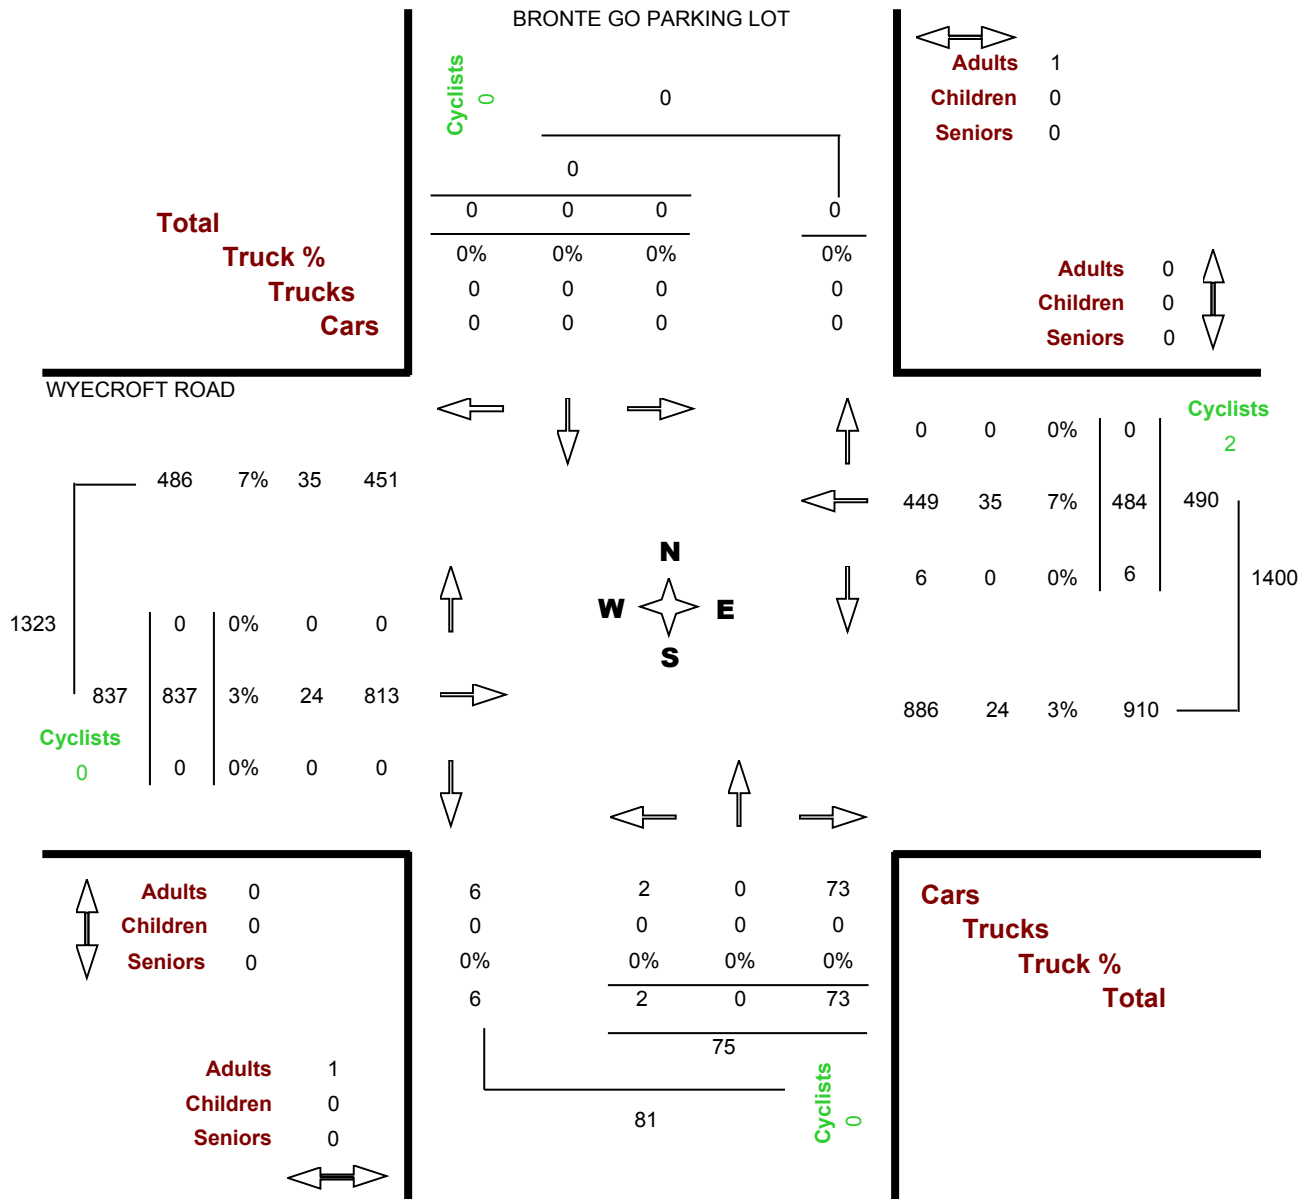 BRONTE GO PARKING LOT
Cyclists
0
0
0
0 0 0 0
0% 0% 0% 0%
0 0 0 0
0 0 0 0
Total
Truck %
Trucks
Cars
Adults 1
Children 0
Seniors 0
Adults 0
Children 0
Seniors 0
WYECROFT ROAD
486 7% 35 451
1323
0 0% 0 0
837 837 3% 24 813
Cyclists
0
0 0% 0 0
N
W E
S
Cyclists
2
0 0 0% 0
449 35 7% 484 490
6 0 0% 6
1400
886 24 3% 910
Adults 0
Children 0
Seniors 0
Adults 1
Children 0
Seniors 0
6 2 0 73
0 0 0 0
0% 0% 0% 0%
6 2 0 73
75
81
Cyclists
0
Cars
Trucks
Truck %
Total